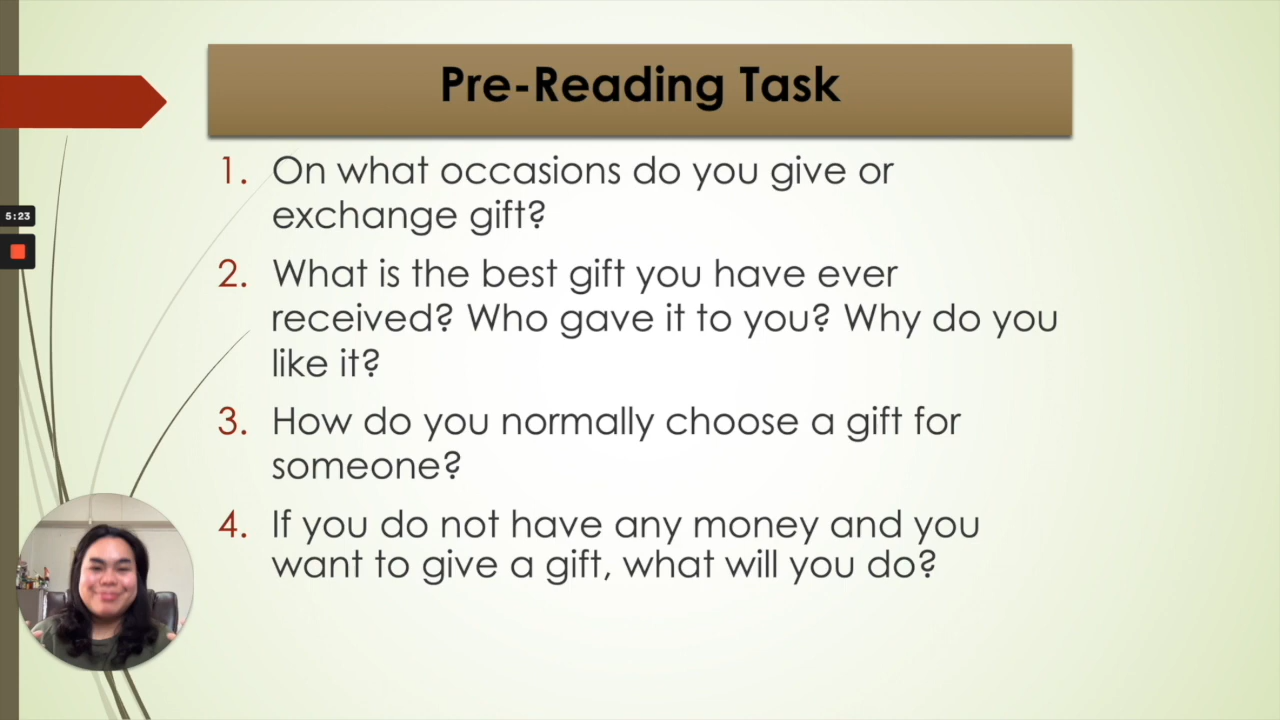 Pre-Reading Task
1. On what occasions do you give or
exchange gift?
2. What is the best gift you have ever
received? Who gave it to you? Why do you
like it?
3. How do you normally choose a gift for
someone?
4. If you do not have any money and you
want to give a gift, what will you do?
5:23